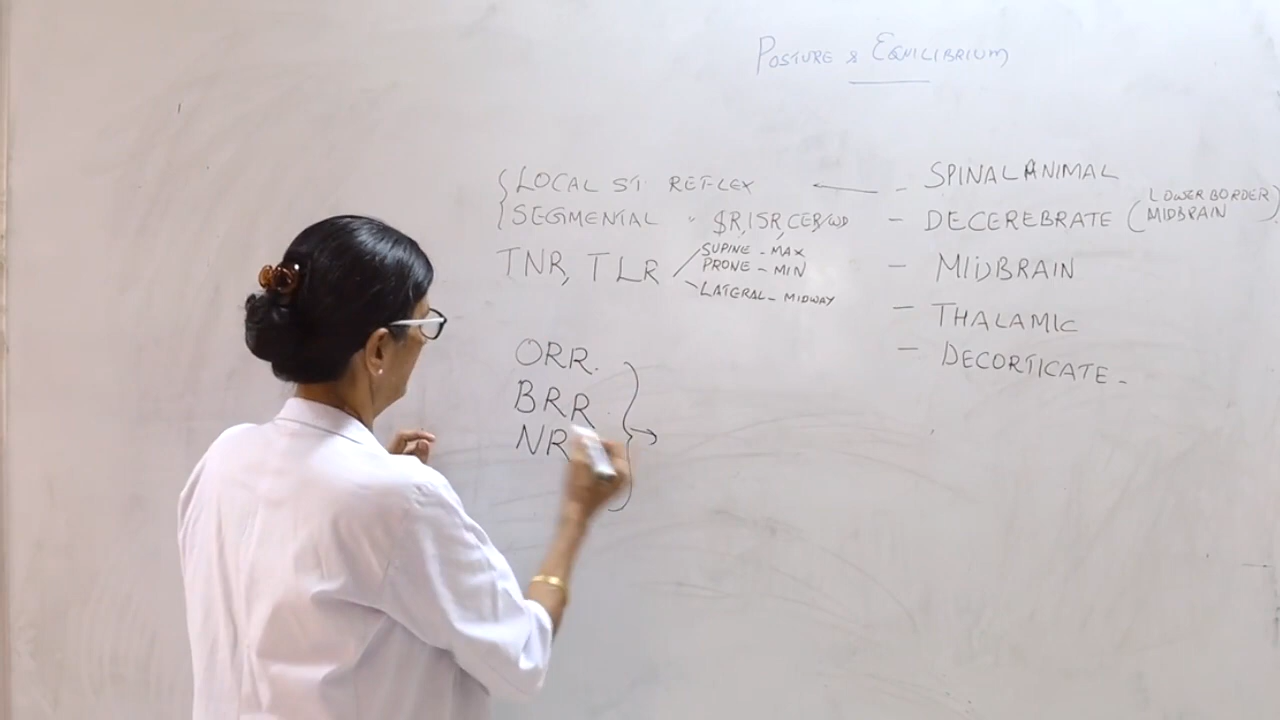 POSTURE & EQUILIBRIUM
LOCAL ST. REFLEX ← - SPINAL ANIMAL
SEGMENTAL " $R, ISR, CER/WD - DECEREBRATE (LOWER BORDER
MIDBRAIN)
TNR, TLR SUPINE - MAX
PRONE - MIN
LATERAL - MIDWAY
- MIDBRAIN
- THALAMIC
- DECORTICATE -
ORR.
BRR
NR